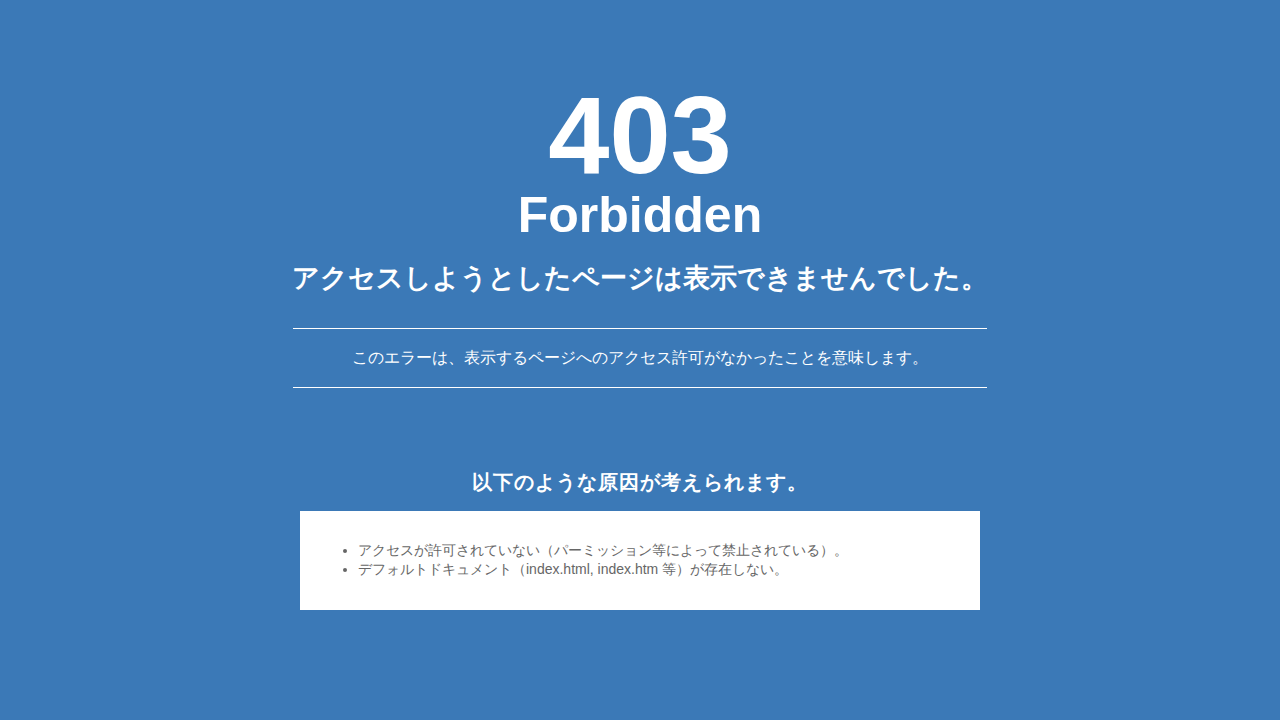 403
Forbidden
アクセスしようとしたページは表示できませんでした。
このエラーは、表示するページへのアクセス許可がなかったことを意味します。
以下のような原因が考えられます。
• アクセスが許可されていない（パーミッション等によって禁止されている）。
• デフォルトドキュメント（index.html, index.htm 等）が存在しない。